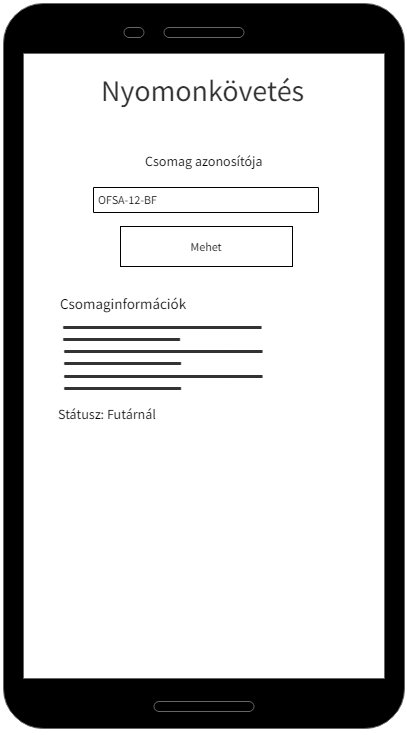 Nyomonkövetés
Csomag azonosítója
OFSA-12-BF
Mehet
Csomaginformációk
Státusz: Futárnál